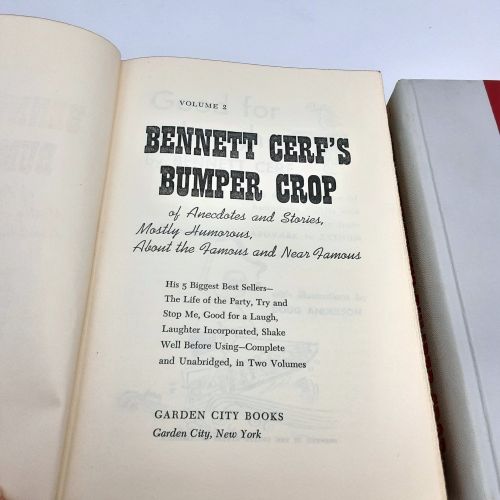 VOLUME 2
BENNETT CERF'S
BUMPER CROP
of Anecdotes and Stories,
Mostly Humorous,
About the Famous and Near Famous
His 5 Biggest Best Sellers—
The Life of the Party, Try and
Stop Me, Good for a Laugh,
Laughter Incorporated, Shake
Well Before Using—Complete
and Unabridged, in Two Volumes
GARDEN CITY BOOKS
Garden City, New York